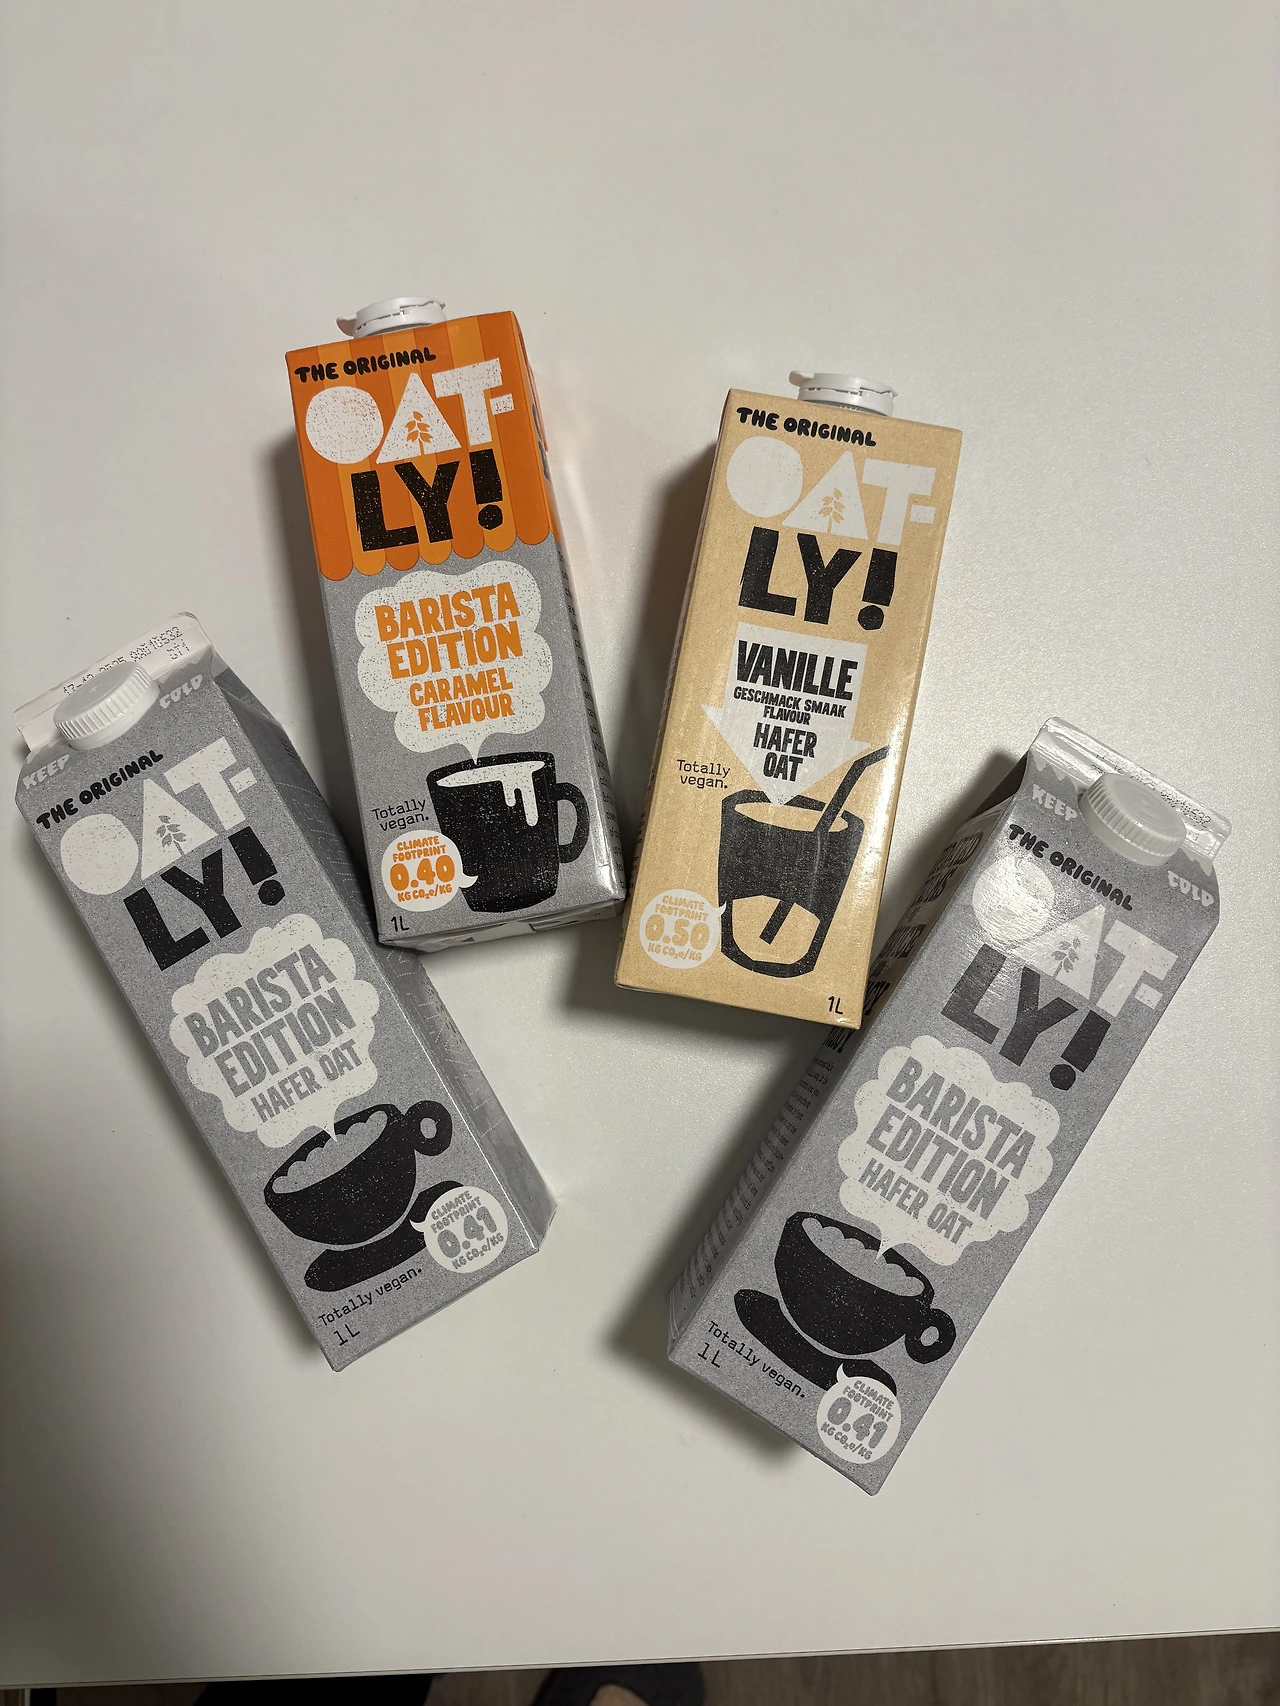 THE ORIGINAL
OAT-
LY!
BARISTA
EDITION
CARAMEL
FLAVOUR
Totally
vegan.
CLIMATE
FOOTPRINT
0.40
KG CO₂e/KG
1L
THE ORIGINAL
OAT-
LY!
VANILLE
GESCHMACK SMAAK
FLAVOUR
HAFER
OAT
Totally
vegan.
CLIMATE
FOOTPRINT
0.50
KG CO₂e/KG
1L
KEEP
COLD
THE ORIGINAL
OAT-
LY!
BARISTA
EDITION
HAFER OAT
CLIMATE
FOOTPRINT
0.41
KG CO₂e/KG
Totally vegan.
1L
KEEP
COLD
THE ORIGINAL
OAT-
LY!
BARISTA
EDITION
HAFER OAT
Totally vegan.
1L
CLIMATE
FOOTPRINT
0.41
KG CO₂e/KG